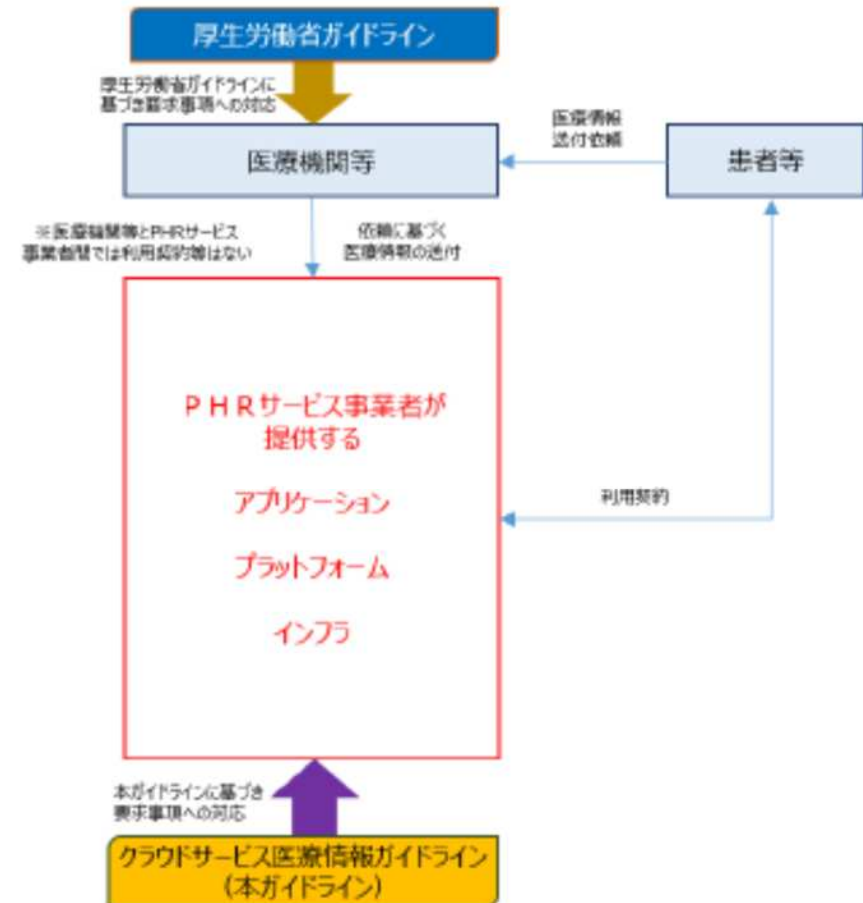 厚生労働省ガイドライン
厚生労働省ガイドラインに
基づき要求事項への対応
医療機関等
医療情報
送付依頼
患者等
※医療機関等とPHRサービス
事業者間では利用契約等はない
依頼に基づく
医療情報の送付
ＰＨＲサービス事業者が
提供する
アプリケーション
プラットフォーム
インフラ
利用契約
本ガイドラインに基づき
要求事項への対応
クラウドサービス医療情報ガイドライン
（本ガイドライン）